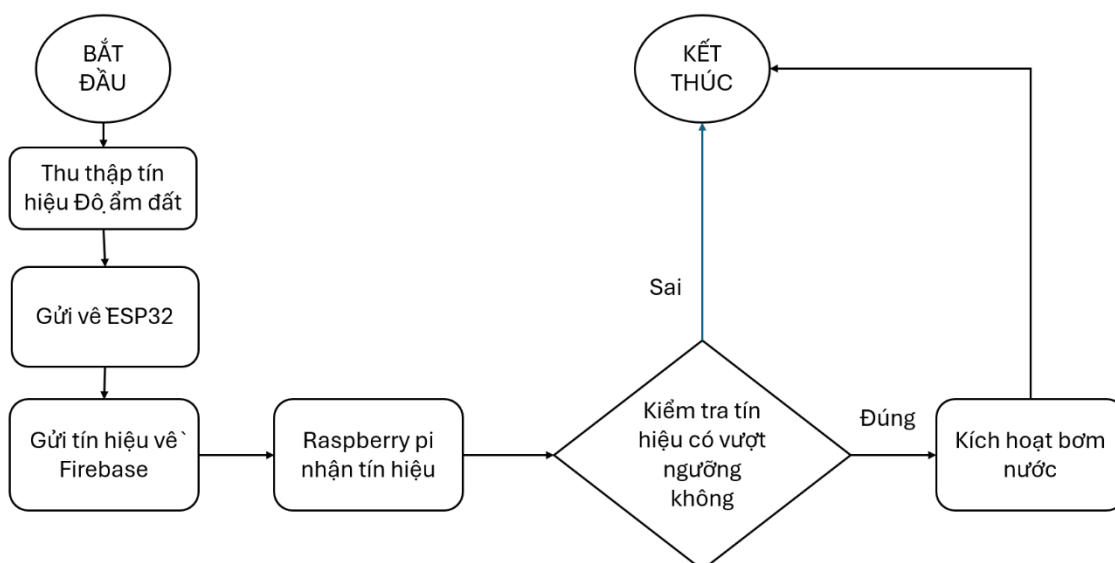 BẮT
ĐẦU
Thu thập tín
hiệu Độ ẩm đất
Gửi về ESP32
Gửi tín hiệu về
Firebase
Raspberry pi
nhận tín hiệu
Kiểm tra tín
hiệu có vượt
ngưỡng
không
Sai
KẾT
THÚC
Đúng
Kích hoạt bơm
nước